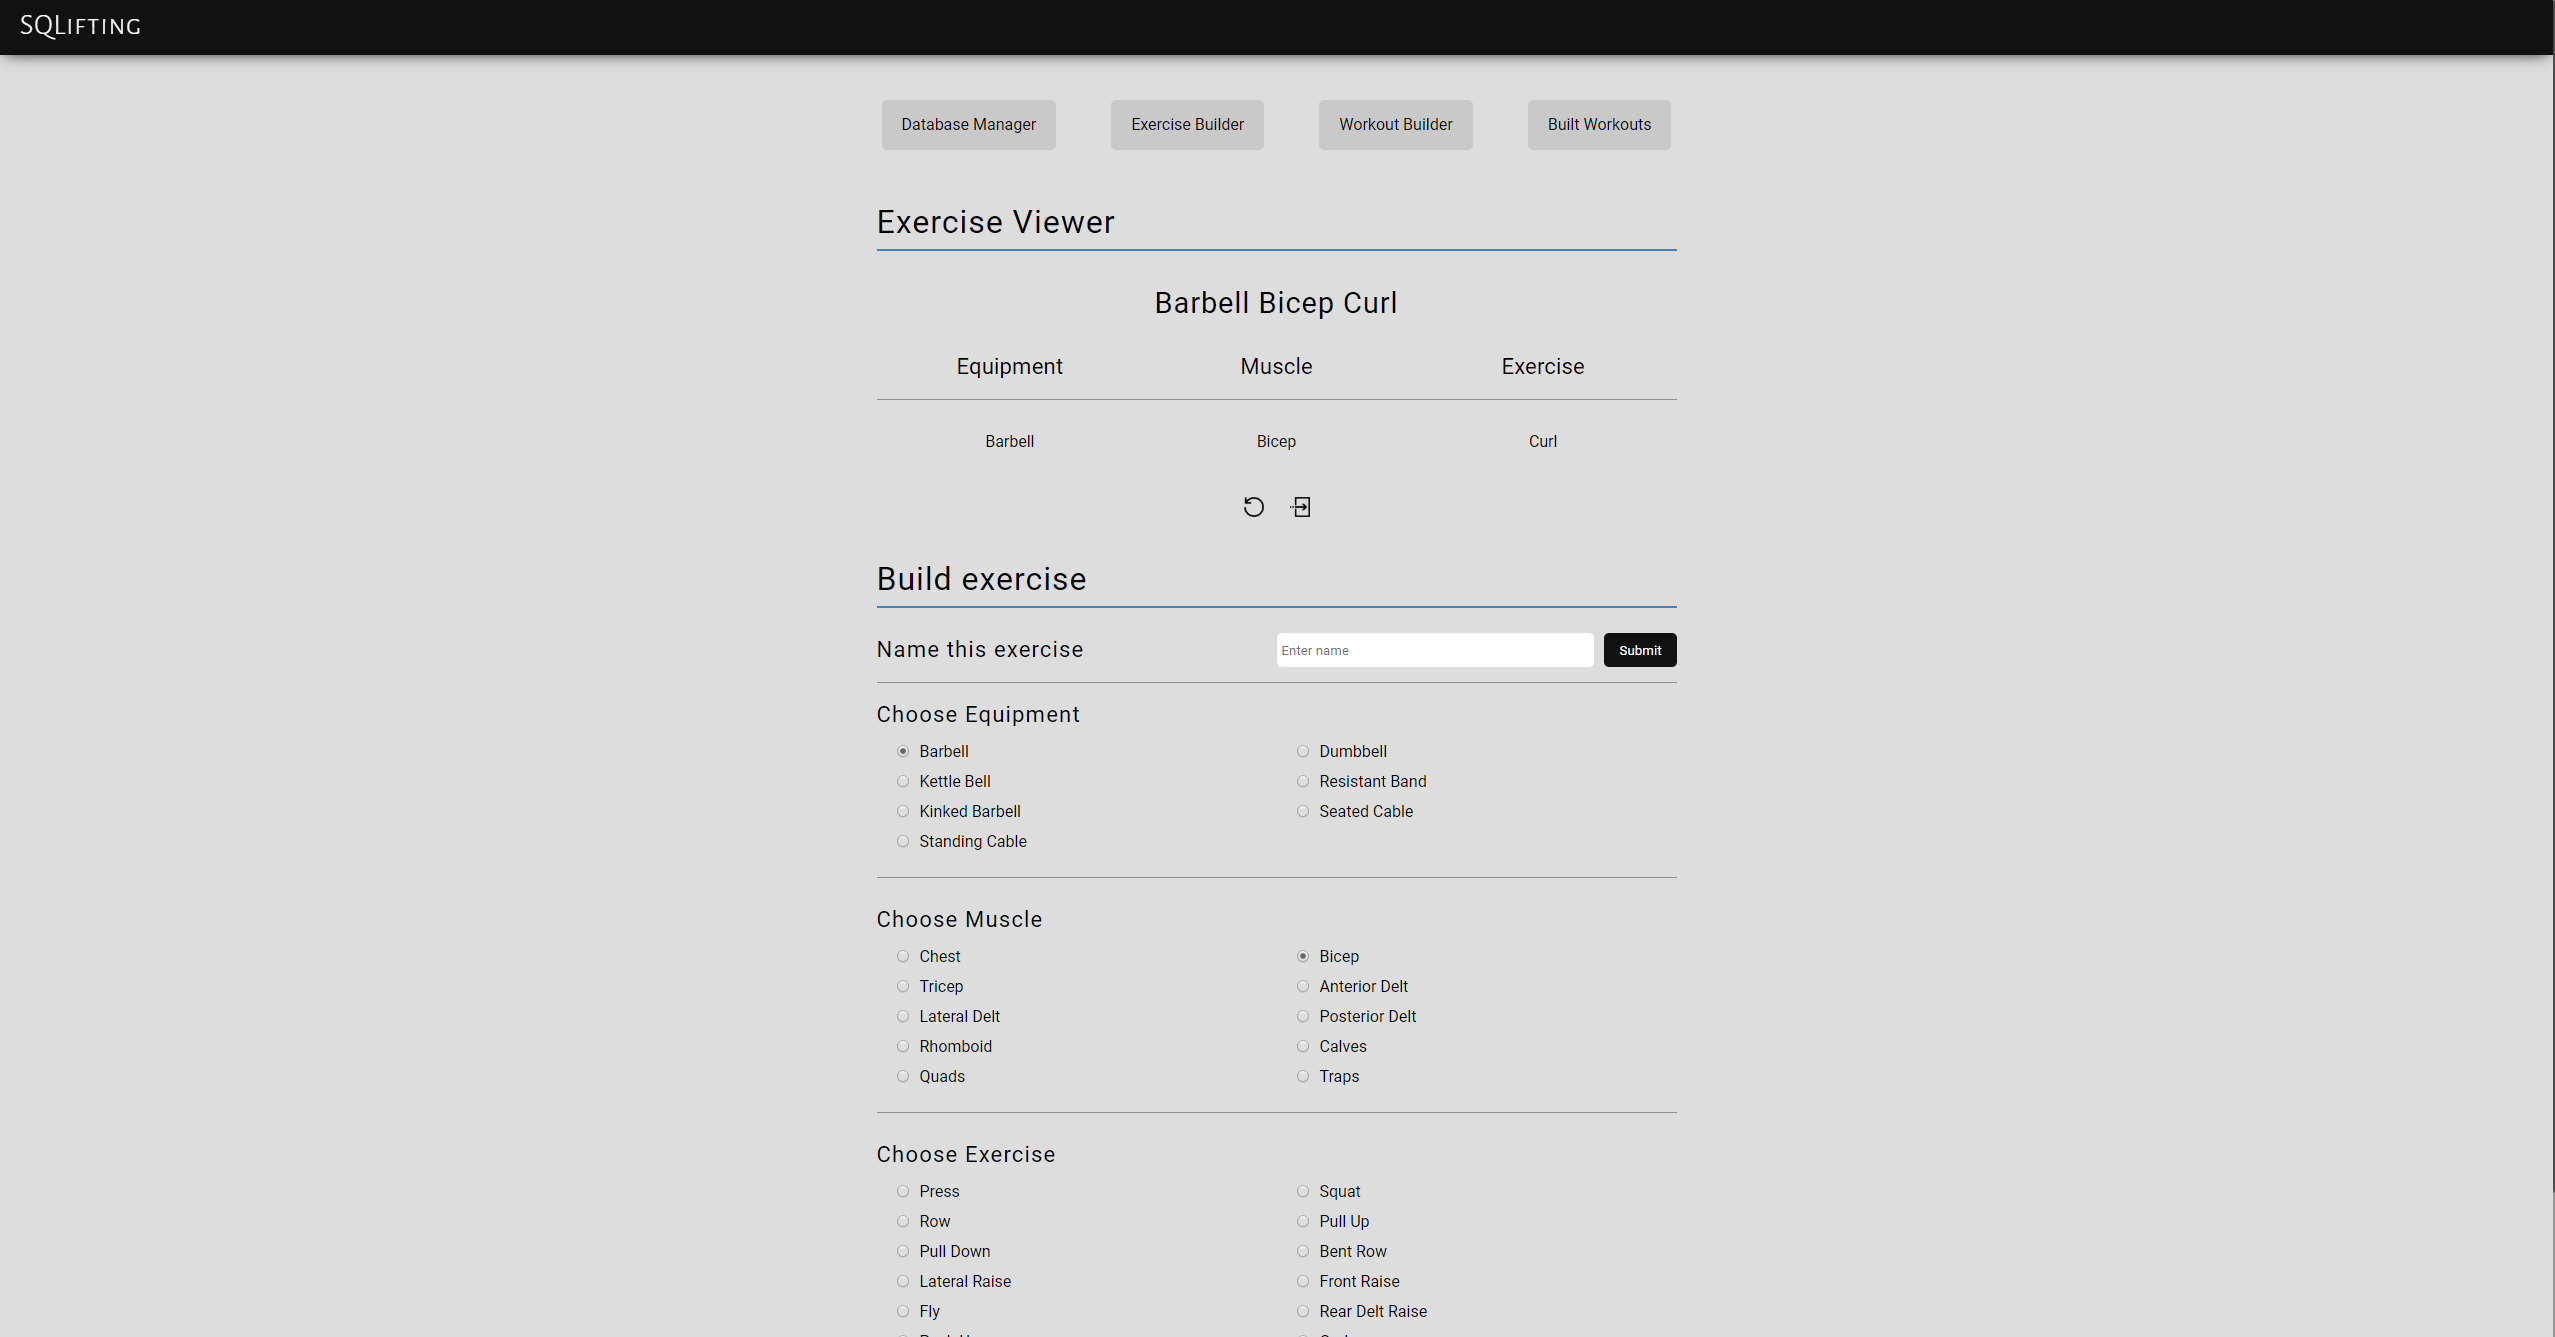 SQLIFTING
Database Manager Exercise Builder Workout Builder Built Workouts
Exercise Viewer
Barbell Bicep Curl
Equipment Muscle Exercise
Barbell Bicep Curl
Build exercise
Name this exercise Enter name Submit
Choose Equipment
Barbell Dumbbell
Kettle Bell Resistant Band
Kinked Barbell Seated Cable
Standing Cable
Choose Muscle
Chest Bicep
Tricep Anterior Delt
Lateral Delt Posterior Delt
Rhomboid Calves
Quads Traps
Choose Exercise
Press Squat
Row Pull Up
Pull Down Bent Row
Lateral Raise Front Raise
Fly Rear Delt Raise